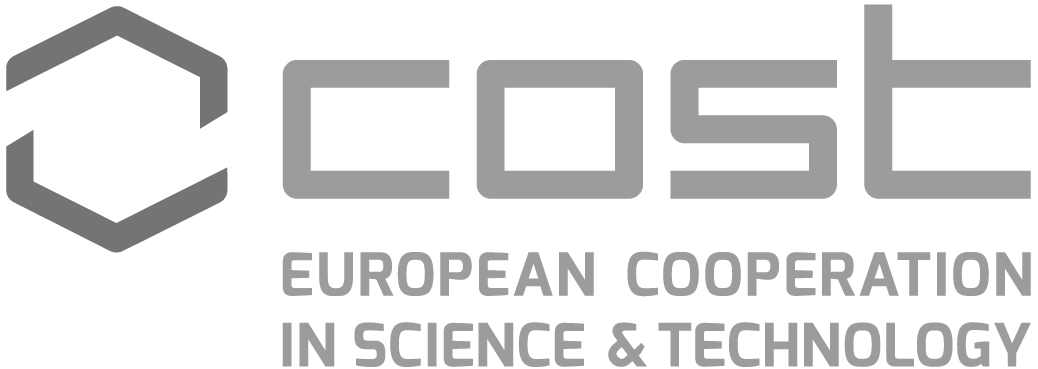 cost
EUROPEAN COOPERATION
IN SCIENCE & TECHNOLOGY